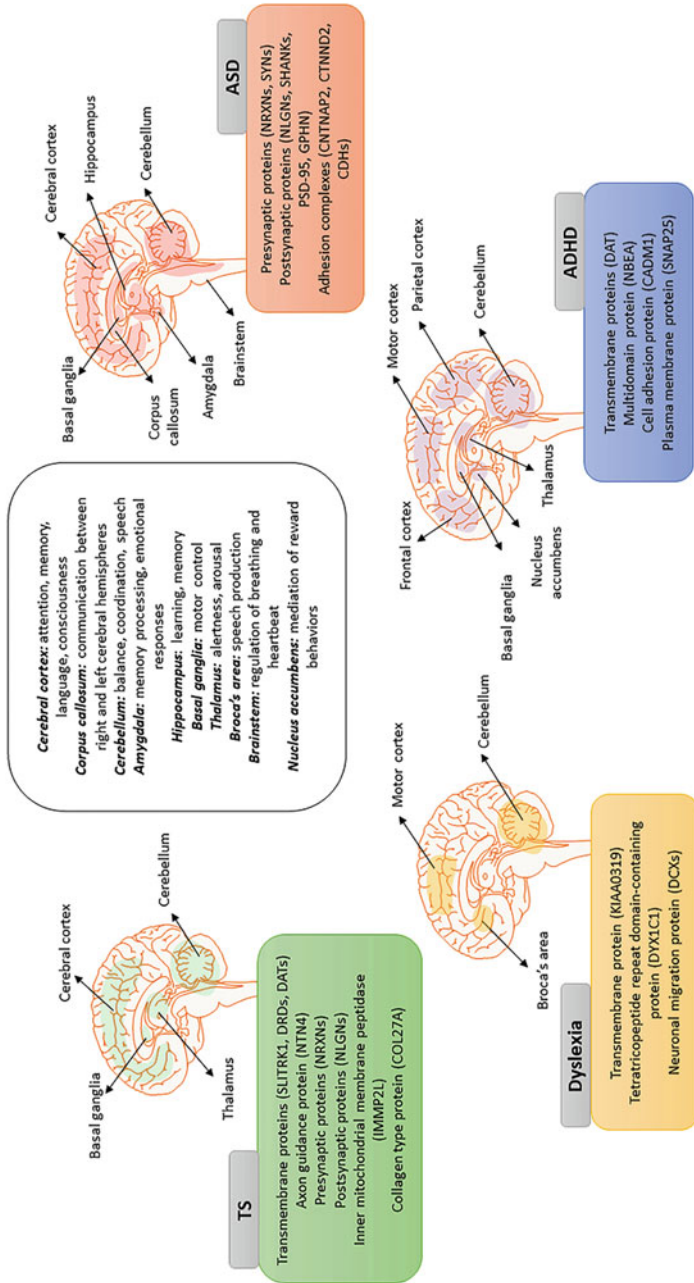 Cerebral cortex
Basal ganglia
Cerebellum
Thalamus
TS
Transmembrane proteins (SLITRK1, DRDs, DATs)
Axon guidance protein (NTN4)
Presynaptic proteins (NRXNs)
Postsynaptic proteins (NLGNs)
Inner mitochondrial membrane peptidase
(IMMP2L)
Collagen type protein (COL27A)
Cerebral cortex: attention, memory,
language, consciousness
Corpus callosum: communication between
right and left cerebral hemispheres
Cerebellum: balance, coordination, speech
Amygdala: memory processing, emotional
responses
Hippocampus: learning, memory
Basal ganglia: motor control
Thalamus: alertness, arousal
Broca's area: speech production
Brainstem: regulation of breathing and
heartbeat
Nucleus accumbens: mediation of reward
behaviors
Cerebral cortex
Basal ganglia
Hippocampus
Cerebellum
Corpus
callosum
Amygdala
Brainstem
ASD
Presynaptic proteins (NRXNs, SYNs)
Postsynaptic proteins (NLGNs, SHANKs,
PSD-95, GPHN)
Adhesion complexes (CNTNAP2, CTNND2,
CDHs)
Motor cortex
Cerebellum
Broca's area
Dyslexia
Transmembrane protein (KIAA0319)
Tetratricopeptide repeat domain-containing
protein (DYX1C1)
Neuronal migration protein (DCXs)
Motor cortex
Frontal cortex
Parietal cortex
Cerebellum
Basal ganglia
Thalamus
Nucleus
accumbens
ADHD
Transmembrane proteins (DAT)
Multidomain protein (NBEA)
Cell adhesion protein (CADM1)
Plasma membrane protein (SNAP25)